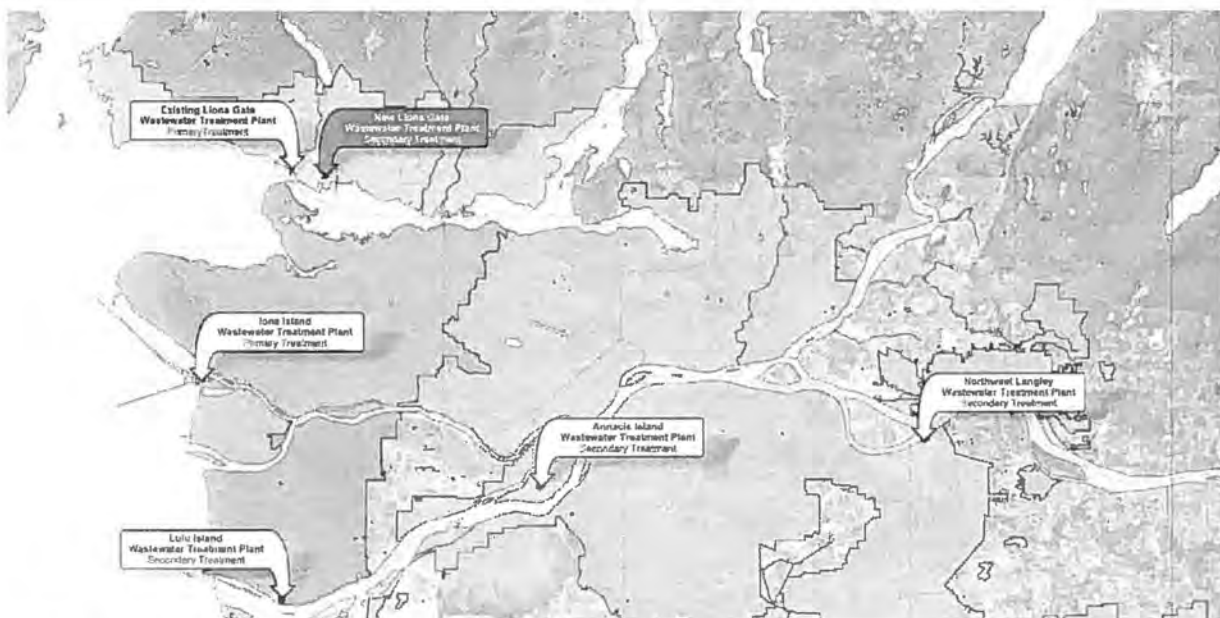 Existing Lions Gate
Wastewater Treatment Plant
Primary Treatment
New Lions Gate
Wastewater Treatment Plant
Secondary Treatment
Iona Island
Wastewater Treatment Plant
Primary Treatment
Northwest Langley
Wastewater Treatment Plant
Secondary Treatment
Annacis Island
Wastewater Treatment Plant
Secondary Treatment
Lulu Island
Wastewater Treatment Plant
Secondary Treatment